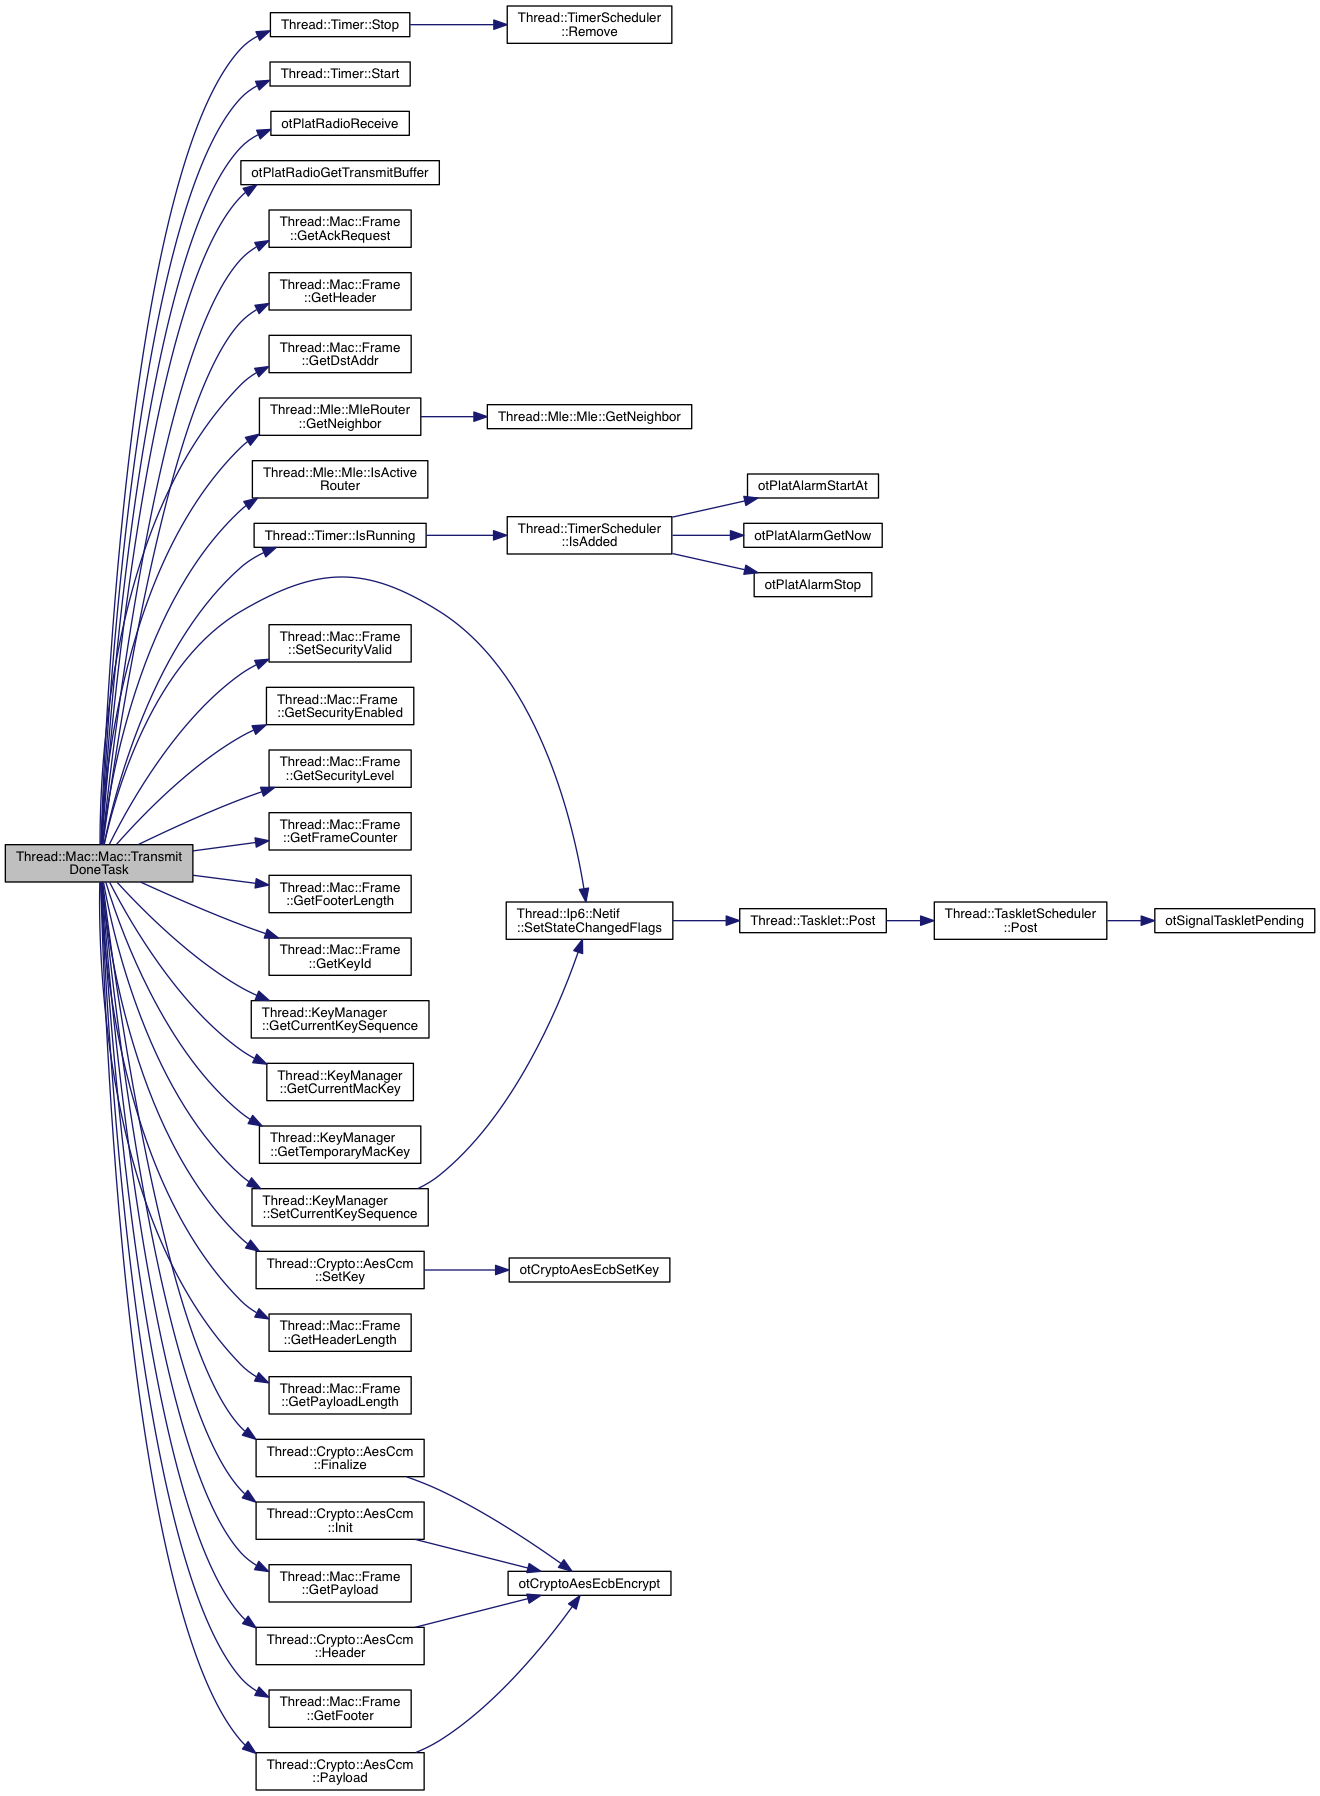 Thread::Timer::Stop
Thread::TimerScheduler
::Remove
Thread::Timer::Start
otPlatRadioReceive
otPlatRadioGetTransmitBuffer
Thread::Mac::Frame
::GetAckRequest
Thread::Mac::Frame
::GetHeader
Thread::Mac::Frame
::GetDstAddr
Thread::Mle::MleRouter
::GetNeighbor
Thread::Mle::Mle::GetNeighbor
Thread::Mle::Mle::IsActive
Router
Thread::Timer::IsRunning
Thread::TimerScheduler
::IsAdded
otPlatAlarmStartAt
otPlatAlarmGetNow
otPlatAlarmStop
Thread::Mac::Frame
::SetSecurityValid
Thread::Mac::Frame
::GetSecurityEnabled
Thread::Mac::Frame
::GetSecurityLevel
Thread::Mac::Frame
::GetFrameCounter
Thread::Mac::Mac::Transmit
DoneTask
Thread::Mac::Frame
::GetFooterLength
Thread::Ip6::Netif
::SetStateChangedFlags
Thread::Tasklet::Post
Thread::TaskletScheduler
::Post
otSignalTaskletPending
Thread::Mac::Frame
::GetKeyId
Thread::KeyManager
::GetCurrentKeySequence
Thread::KeyManager
::GetCurrentMacKey
Thread::KeyManager
::GetTemporaryMacKey
Thread::KeyManager
::SetCurrentKeySequence
Thread::Crypto::AesCcm
::SetKey
otCryptoAesEcbSetKey
Thread::Mac::Frame
::GetHeaderLength
Thread::Mac::Frame
::GetPayloadLength
Thread::Crypto::AesCcm
::Finalize
Thread::Crypto::AesCcm
::Init
Thread::Mac::Frame
::GetPayload
otCryptoAesEcbEncrypt
Thread::Crypto::AesCcm
::Header
Thread::Mac::Frame
::GetFooter
Thread::Crypto::AesCcm
::Payload